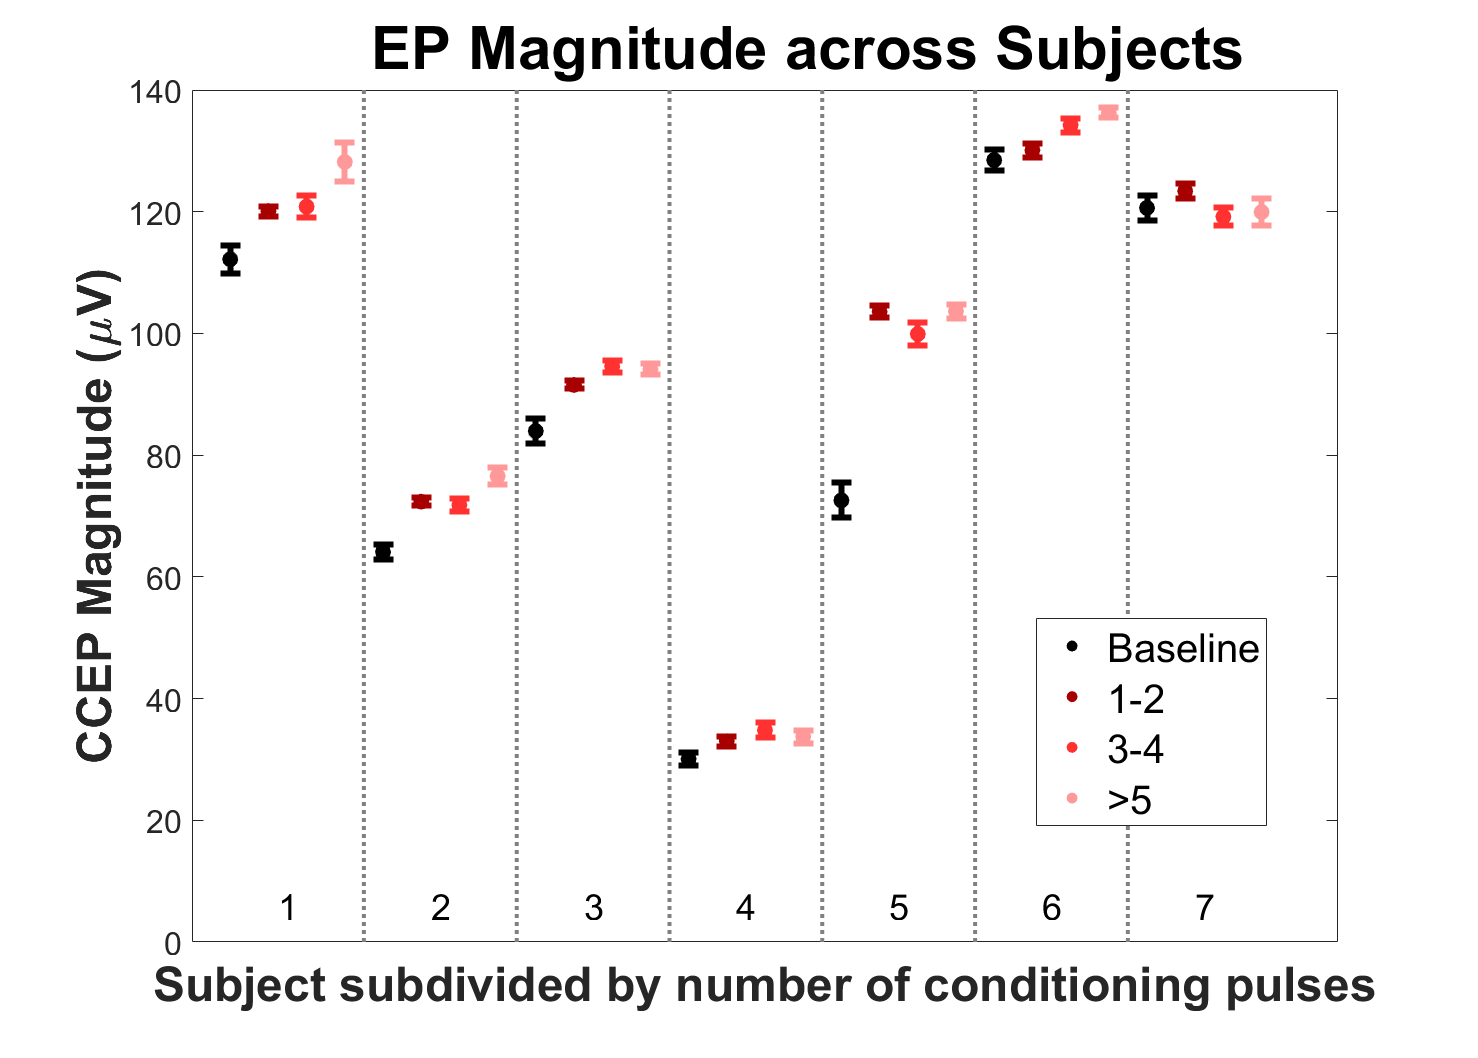 EP Magnitude across Subjects
CCEP Magnitude (μV)
140
120
100
80
60
40
20
0
Baseline
1-2
3-4
>5
1 2 3 4 5 6 7
Subject subdivided by number of conditioning pulses